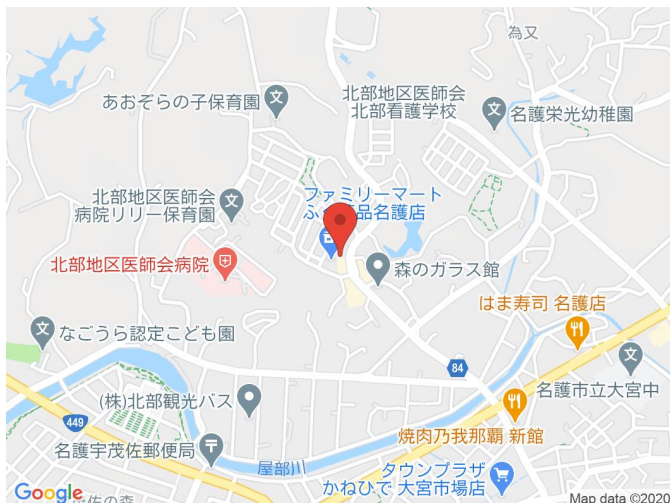 為又
北部地区医師会
北部看護学校
あおぞらの子保育園
名護栄光幼稚園
北部地区医師会
病院リリー保育園
ファミリーマート
北部地区医師会病院
森のガラス館
はま寿司 名護店
なごうら認定こども園
84
名護市立大宮中
(株)北部観光バス
449
焼肉乃我那覇 新館
名護宇茂佐郵便局
屋部川
タウンプラザ
かねひで 大宮市場店
Google
Map data ©2020